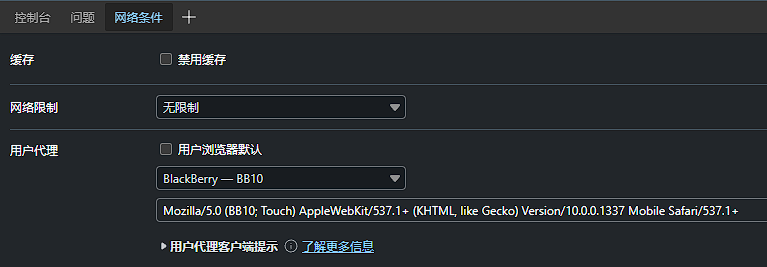 控制台 问题 网络条件
缓存 禁用缓存
网络限制 无限制
用户代理 用户浏览器默认
BlackBerry — BB10
Mozilla/5.0 (BB10; Touch) AppleWebKit/537.1+ (KHTML, like Gecko) Version/10.0.0.1337 Mobile Safari/537.1+
用户代理客户端提示 了解更多信息